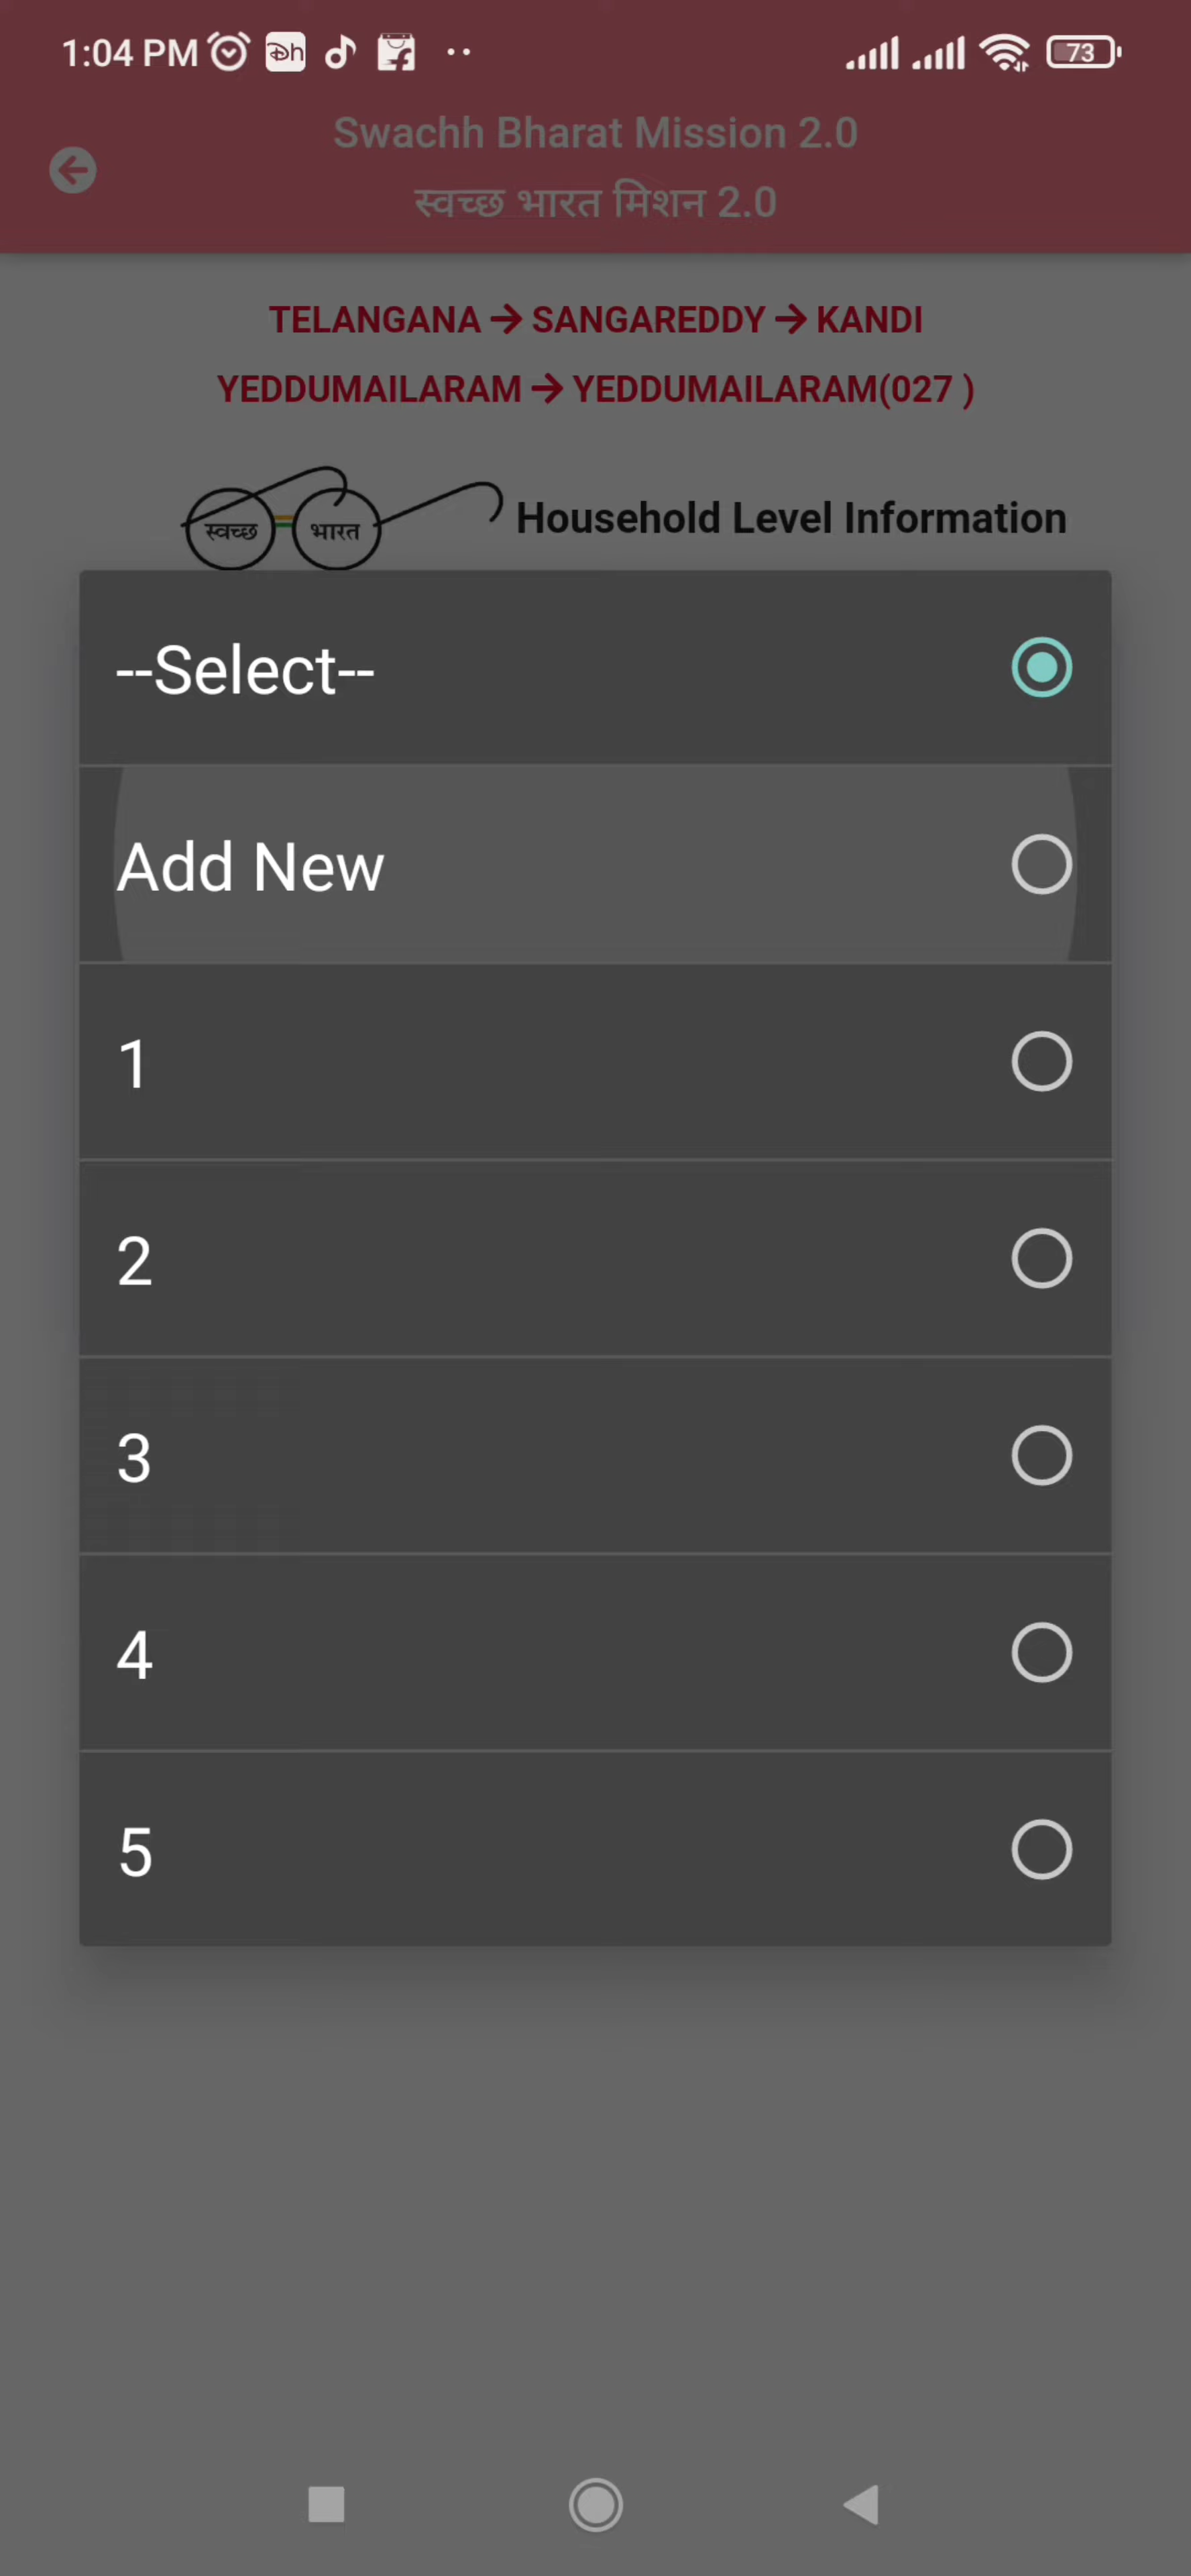 1:04 PM
73
Swachh Bharat Mission 2.0
स्वच्छ भारत मिशन 2.0
TELANGANA → SANGAREDDY → KANDI
YEDDUMAILARAM → YEDDUMAILARAM(027 )
स्वच्छ भारत Household Level Information
--Select--
Add New
1
2
3
4
5